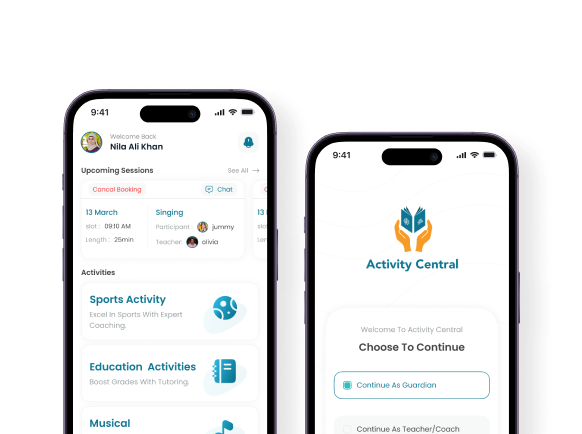 9:41
Welcome Back
Nila Ali Khan
Upcoming Sessions
See All →
Cancel Booking
Chat
13 March
slot : 09:10 AM
Length : 25min
Singing
Participant : jummy
Teacher: olivia
13
slot
Lengt
Activities
Sports Activity
Excel In Sports With Expert
Coaching.
Education Activities
Boost Grades With Tutoring.
Musical
9:41
Activity Central
Welcome To Activity Central
Choose To Continue
Continue As Guardian
Continue As Teacher/Coach